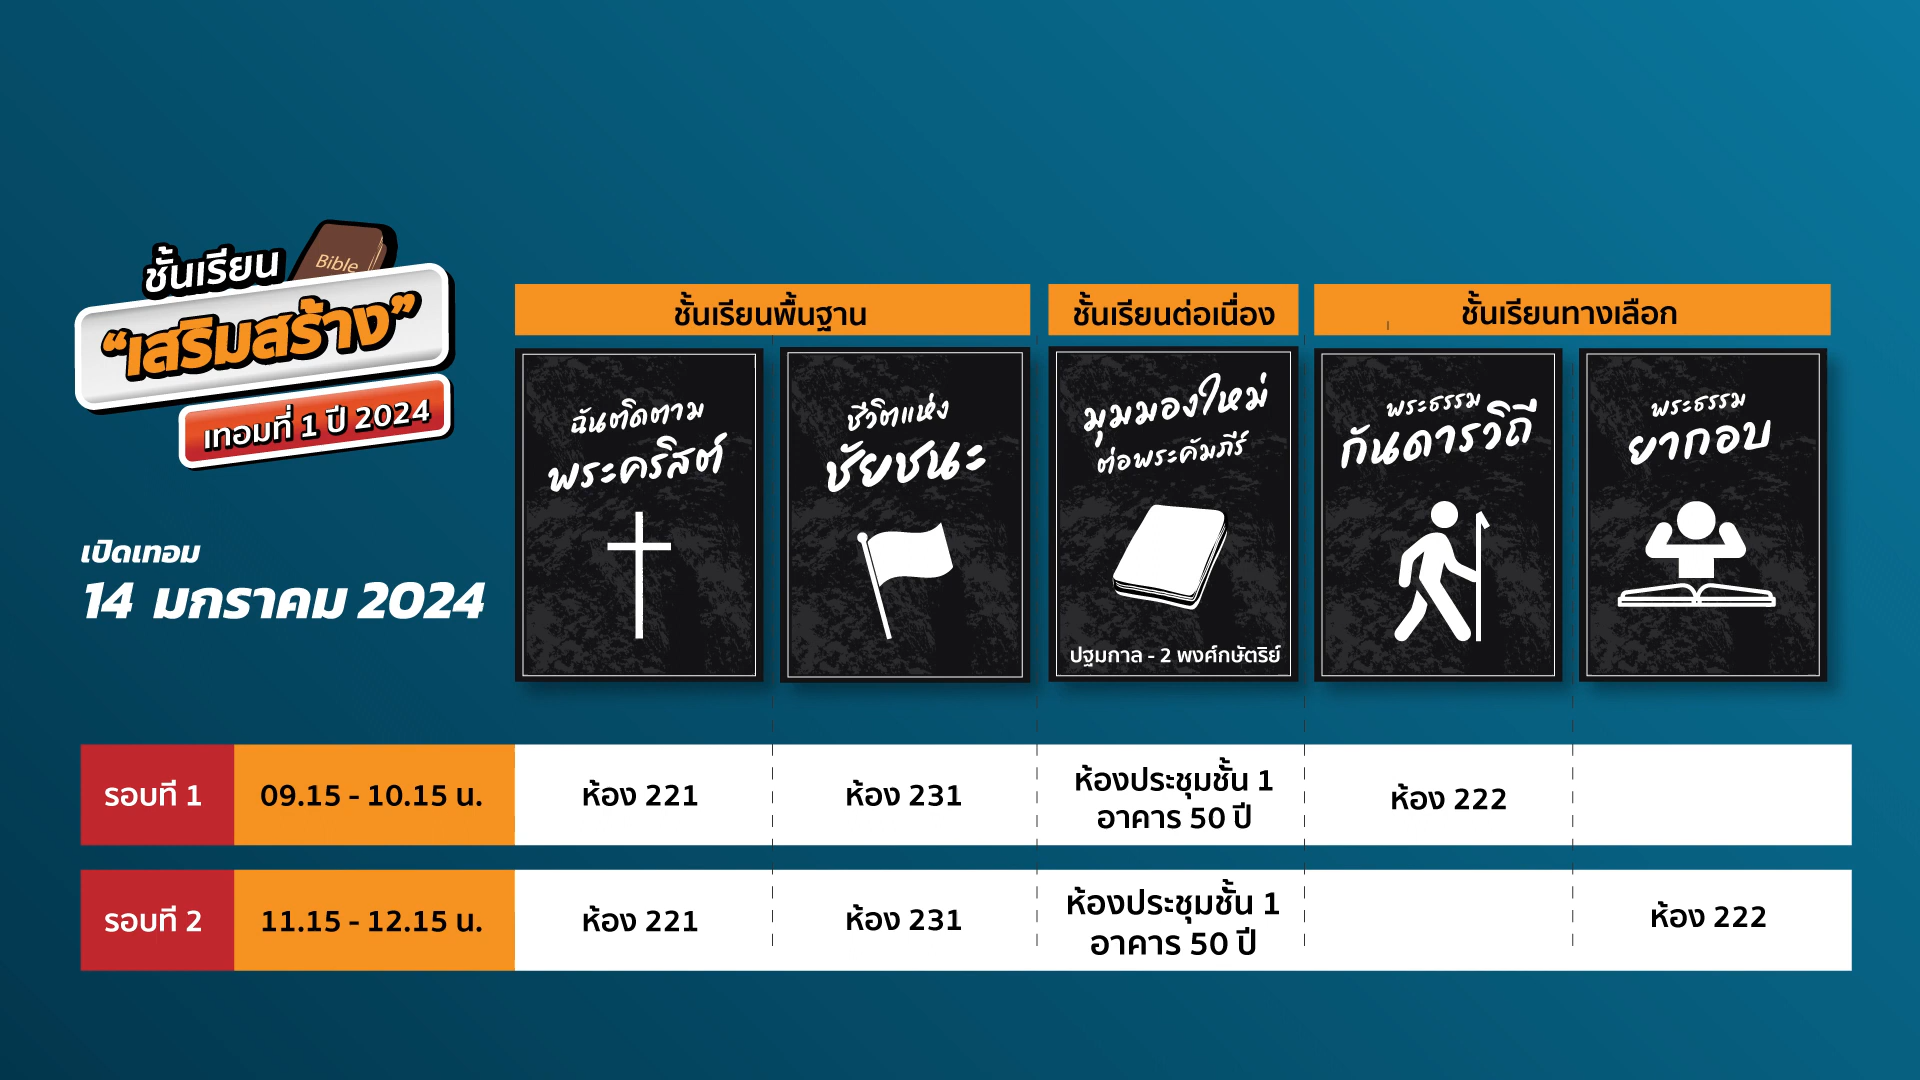 ชั้นเรียน
Bible
“เสริมสร้าง”
เทอมที่ 1 ปี 2024
เปิดเทอม
14 มกราคม 2024
ชั้นเรียนพื้นฐาน
ชั้นเรียนต่อเนื่อง
ชั้นเรียนทางเลือก
ฉันติดตาม
พระคริสต์
ชีวิตแห่ง
ชัยชนะ
มุมมองใหม่
ต่อพระคัมภีร์
ปฐมกาล - 2 พงศ์กษัตริย์
พระธรรม
กันดารวิถี
พระธรรม
ยากอบ
รอบที่ 1
09.15 - 10.15 น.
ห้อง 221
ห้อง 231
ห้องประชุมชั้น 1
อาคาร 50 ปี
ห้อง 222
รอบที่ 2
11.15 - 12.15 น.
ห้อง 221
ห้อง 231
ห้องประชุมชั้น 1
อาคาร 50 ปี
ห้อง 222